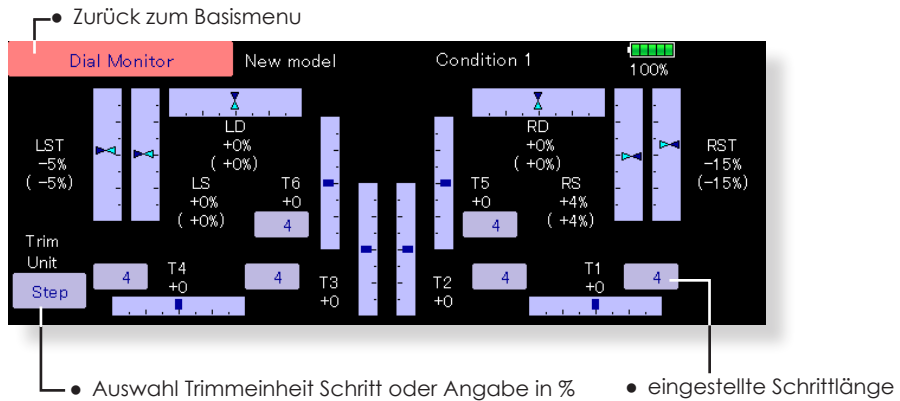 ● Zurück zum Basismenu
Dial Monitor New model Condition 1 100%
LD
+0%
( +0%)
RD
+0%
( +0%)
LST
-5%
( -5%)
RST
-15%
(-15%)
LS
+0%
( +0%)
T6
+0
4
T5
+0
4
RS
+4%
( +4%)
Trim
Unit
Step
4
T4
+0
4
T3
+0
T2
+0
4
T1
+0
4
● Auswahl Trimmeinheit Schritt oder Angabe in %
● eingestellte Schrittlänge